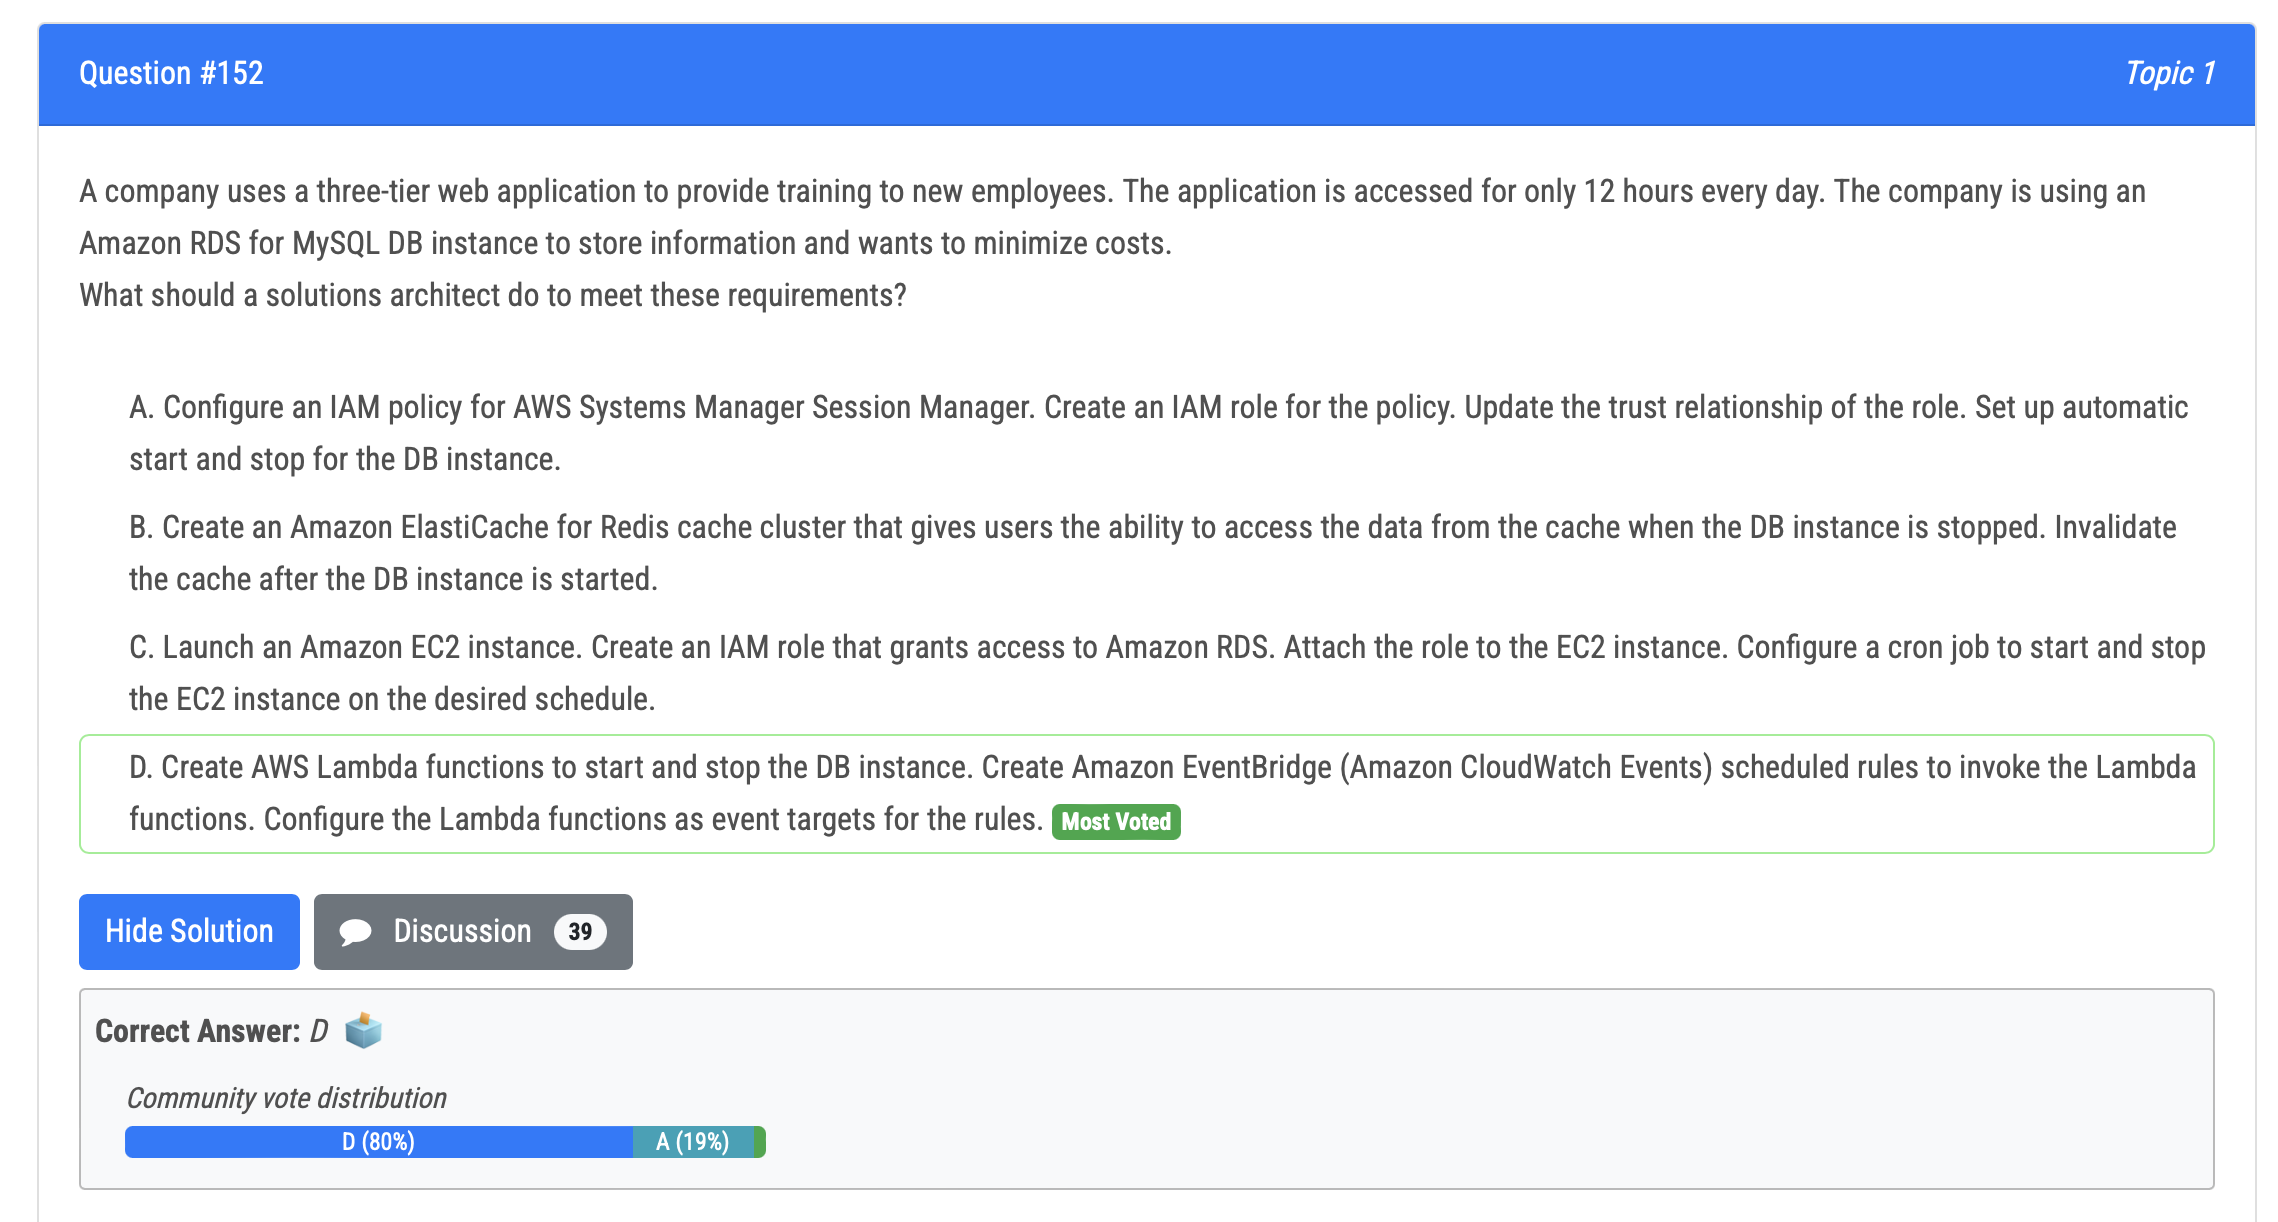 Question #152
Topic 1
A company uses a three-tier web application to provide training to new employees. The application is accessed for only 12 hours every day. The company is using an
Amazon RDS for MySQL DB instance to store information and wants to minimize costs.
What should a solutions architect do to meet these requirements?
A. Configure an IAM policy for AWS Systems Manager Session Manager. Create an IAM role for the policy. Update the trust relationship of the role. Set up automatic
start and stop for the DB instance.
B. Create an Amazon ElastiCache for Redis cache cluster that gives users the ability to access the data from the cache when the DB instance is stopped. Invalidate
the cache after the DB instance is started.
C. Launch an Amazon EC2 instance. Create an IAM role that grants access to Amazon RDS. Attach the role to the EC2 instance. Configure a cron job to start and stop
the EC2 instance on the desired schedule.
D. Create AWS Lambda functions to start and stop the DB instance. Create Amazon EventBridge (Amazon CloudWatch Events) scheduled rules to invoke the Lambda
functions. Configure the Lambda functions as event targets for the rules. Most Voted
Hide Solution
Discussion 39
Correct Answer: D
Community vote distribution
D (80%)
A (19%)